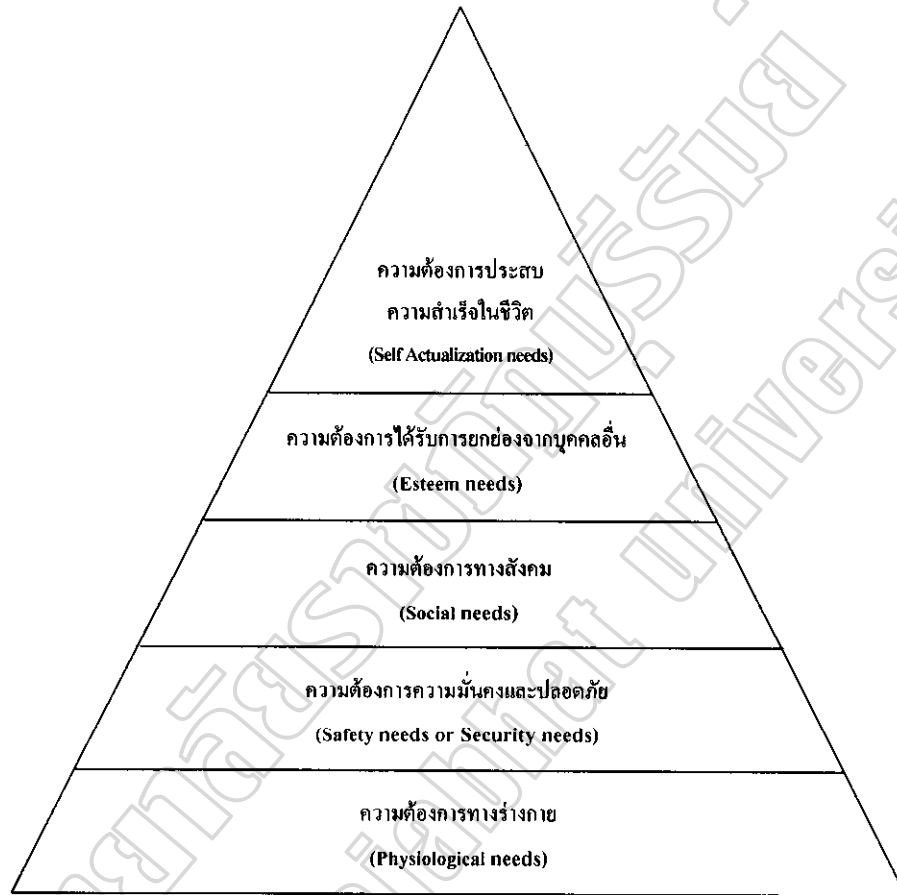 ความต้องการประสบ
ความสำเร็จในชีวิต
(Self Actualization needs)
ความต้องการได้รับการยกย่องจากบุคคลอื่น
(Esteem needs)
ความต้องการทางสังคม
(Social needs)
ความต้องการความมั่นคงและปลอดภัย
(Safety needs or Security needs)
ความต้องการทางร่างกาย
(Physiological needs)